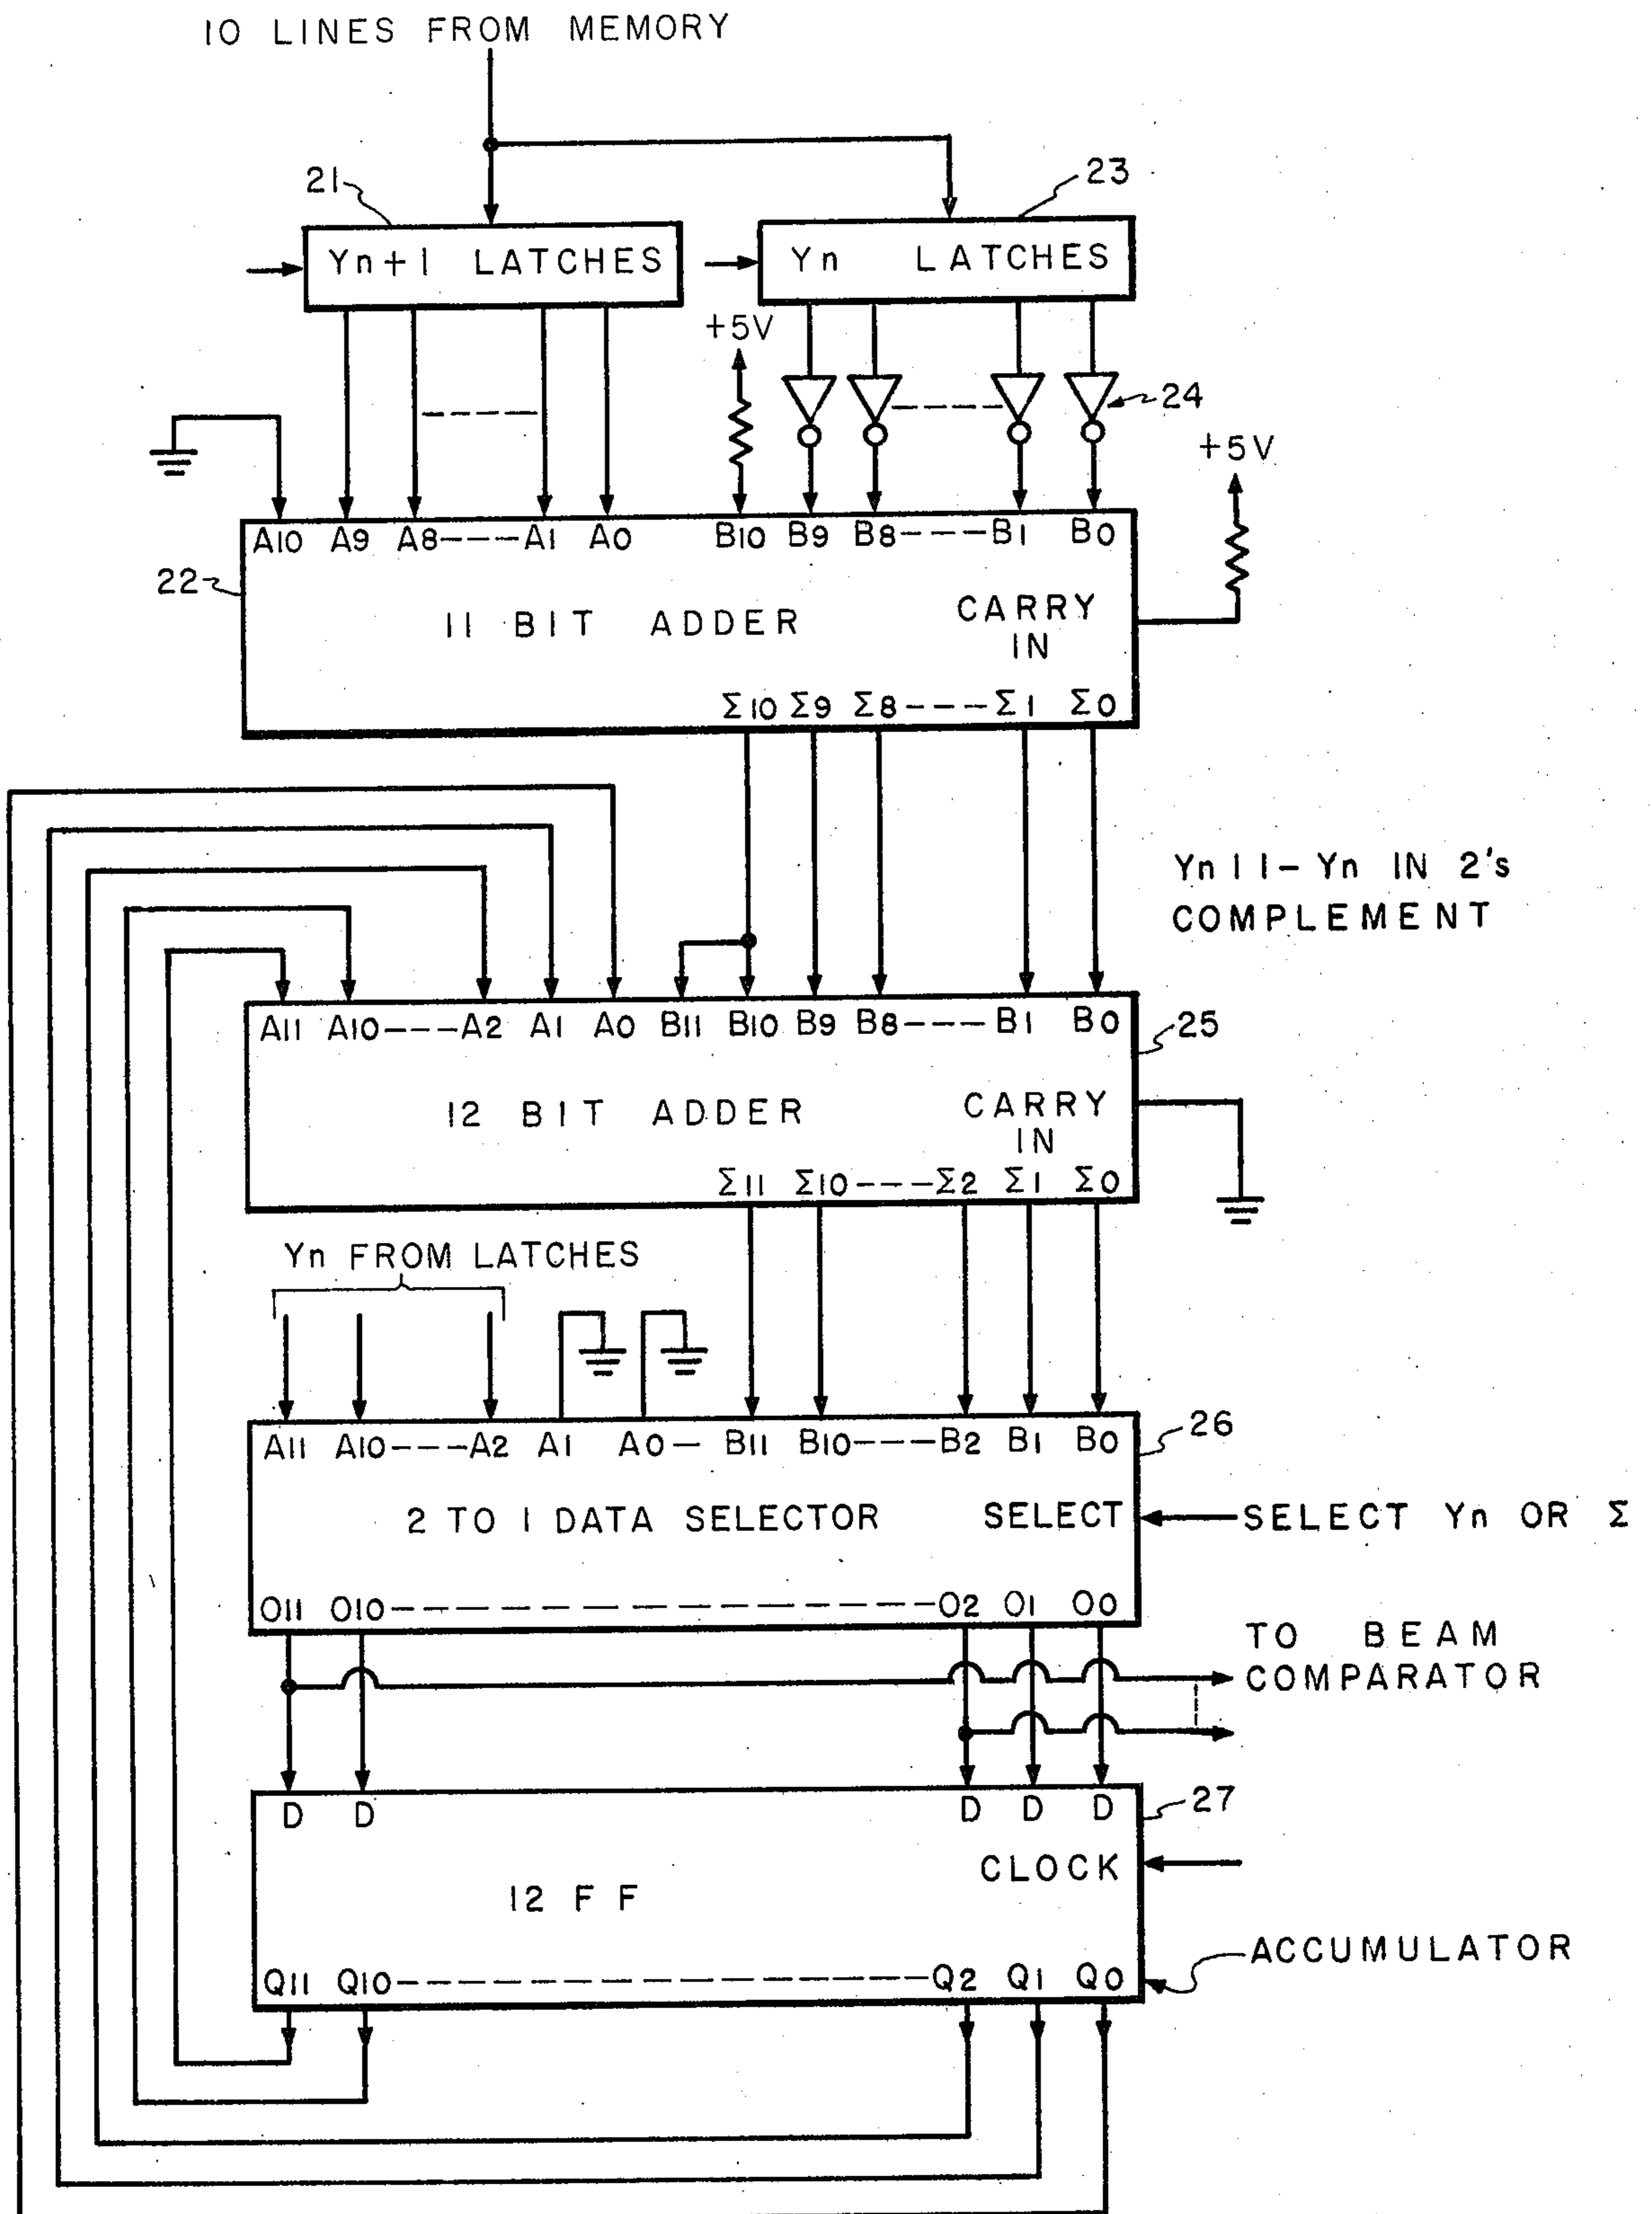 10 LINES FROM MEMORY
21
23
Yn+1 LATCHES
Yn LATCHES
+5V
24
+5V
A10 A9 A8----A1 A0 B10 B9 B8----B1 B0
22
11 BIT ADDER
CARRY
IN
Σ10 Σ9 Σ8----Σ1 Σ0
Yn11-Yn IN 2's
COMPLEMENT
A11 A10----A2 A1 A0 B11 B10 B9 B8----B1 B0
25
12 BIT ADDER
CARRY
IN
Σ11 Σ10----Σ2 Σ1 Σ0
Yn FROM LATCHES
26
A11 A10----A2 A1 A0- B11 B10----B2 B1 B0
2 TO 1 DATA SELECTOR
SELECT
SELECT Yn OR Σ
O11 O10----------------O2 O1 O0
TO BEAM
COMPARATOR
27
D D D D D
CLOCK
12 F F
ACCUMULATOR
Q11 Q10----------------Q2 Q1 Q0